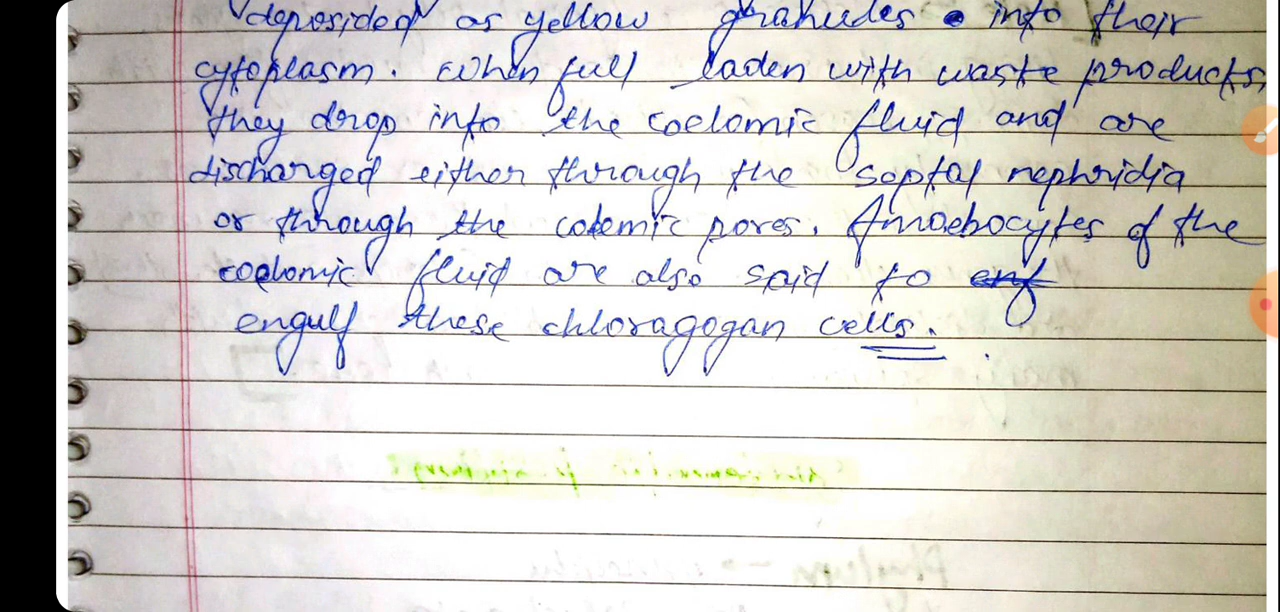 deposided as yellow granules into their
cytoplasm. When full laden with waste products,
they drop into the coelomic fluid and are
discharged either through the septal nephridia
or through the colemic pores. Amoebocytes of the
coelomic fluid are also said to enf
engulf these chloragogan cells.